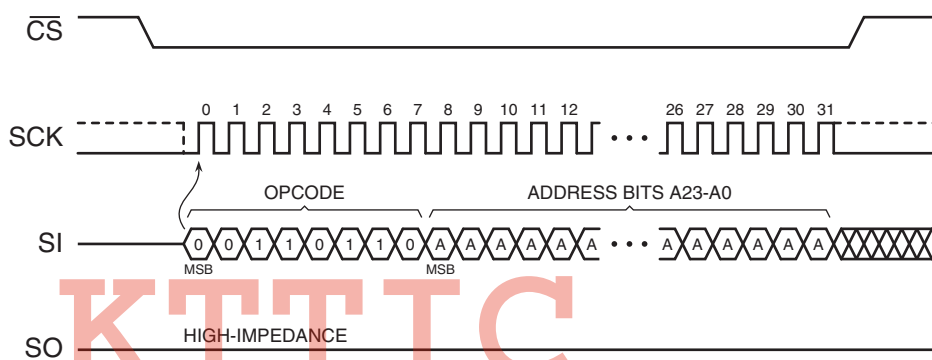 CS
0 1 2 3 4 5 6 7 8 9 10 11 12 26 27 28 29 30 31
SCK
OPCODE ADDRESS BITS A23-A0
SI 0 0 1 1 0 1 1 0 A A A A A A A A A A A A
MSB MSB
KTTIC
HIGH-IMPEDANCE
SO